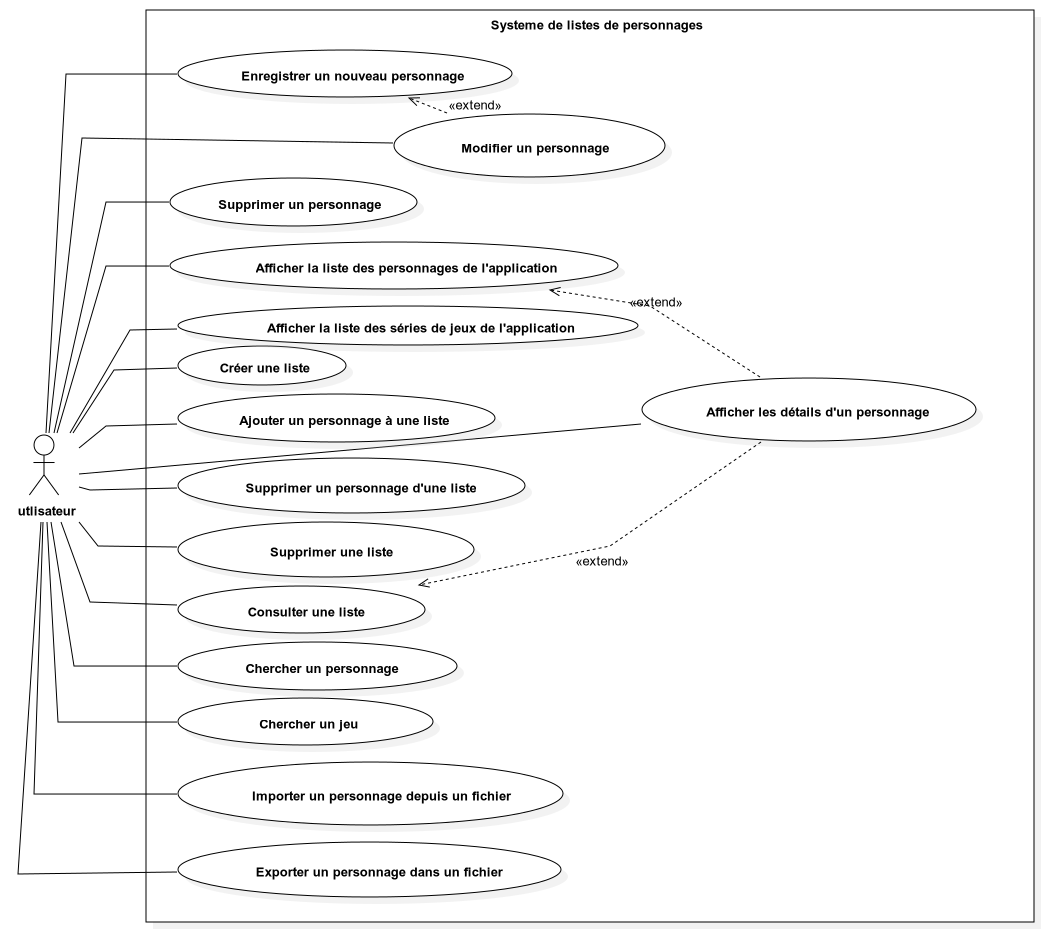 Systeme de listes de personnages
Enregistrer un nouveau personnage
«extend»
Modifier un personnage
Supprimer un personnage
Afficher la liste des personnages de l'application
«extend»
Afficher la liste des séries de jeux de l'application
Créer une liste
Afficher les détails d'un personnage
Ajouter un personnage à une liste
Supprimer un personnage d'une liste
utlisateur
Supprimer une liste
«extend»
Consulter une liste
Chercher un personnage
Chercher un jeu
Importer un personnage depuis un fichier
Exporter un personnage dans un fichier